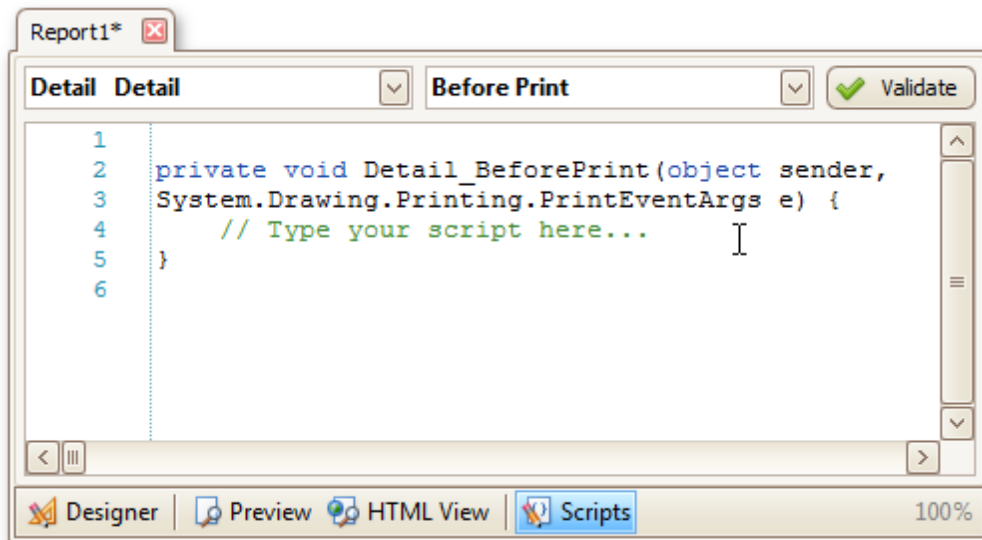 Report1*
Detail Detail Before Print Validate
1
2 private void Detail_BeforePrint(object sender,
3 System.Drawing.Printing.PrintEventArgs e) {
4 // Type your script here...
5 }
6
Designer Preview HTML View Scripts 100%